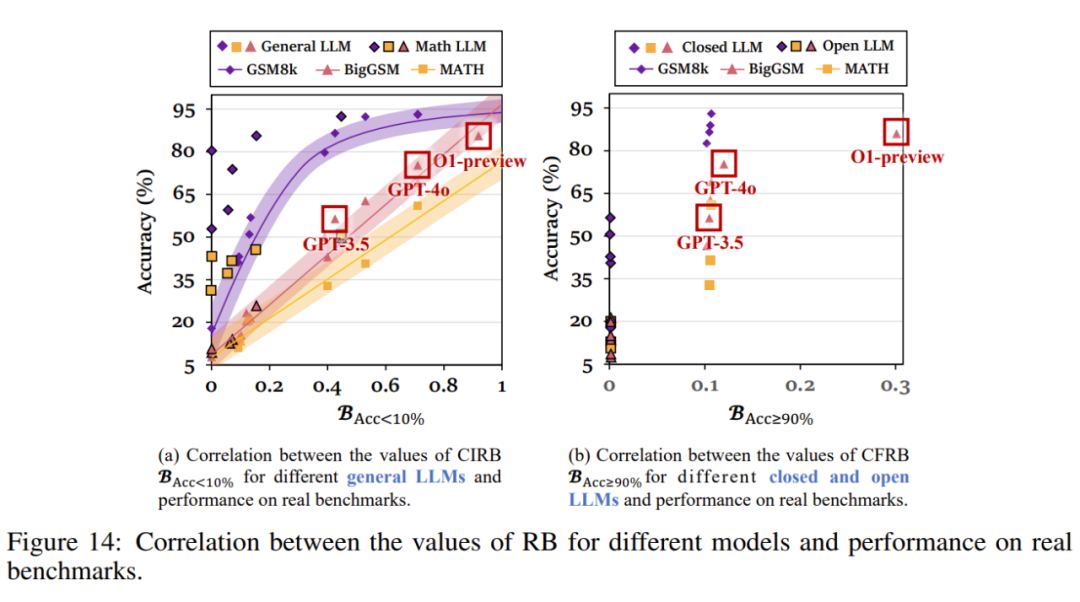 General LLM Math LLM
GSM8k BigGSM MATH
Accuracy (%)
95
80
65
50
35
20
5
O1-preview
GPT-4o
GPT-3.5
0 0.2 0.4 0.6 0.8 1
ℬAcc<10%
(a) Correlation between the values of CIRB
ℬAcc<10% for different general LLMs and
performance on real benchmarks.
Closed LLM Open LLM
GSM8k BigGSM MATH
Accuracy (%)
95
80
65
50
35
20
5
O1-preview
GPT-4o
GPT-3.5
0 0.1 0.2 0.3
ℬAcc≥90%
(b) Correlation between the values of CFRB
ℬAcc≥90% for different closed and open
LLMs and performance on real benchmarks.
Figure 14: Correlation between the values of RB for different models and performance on real
benchmarks.